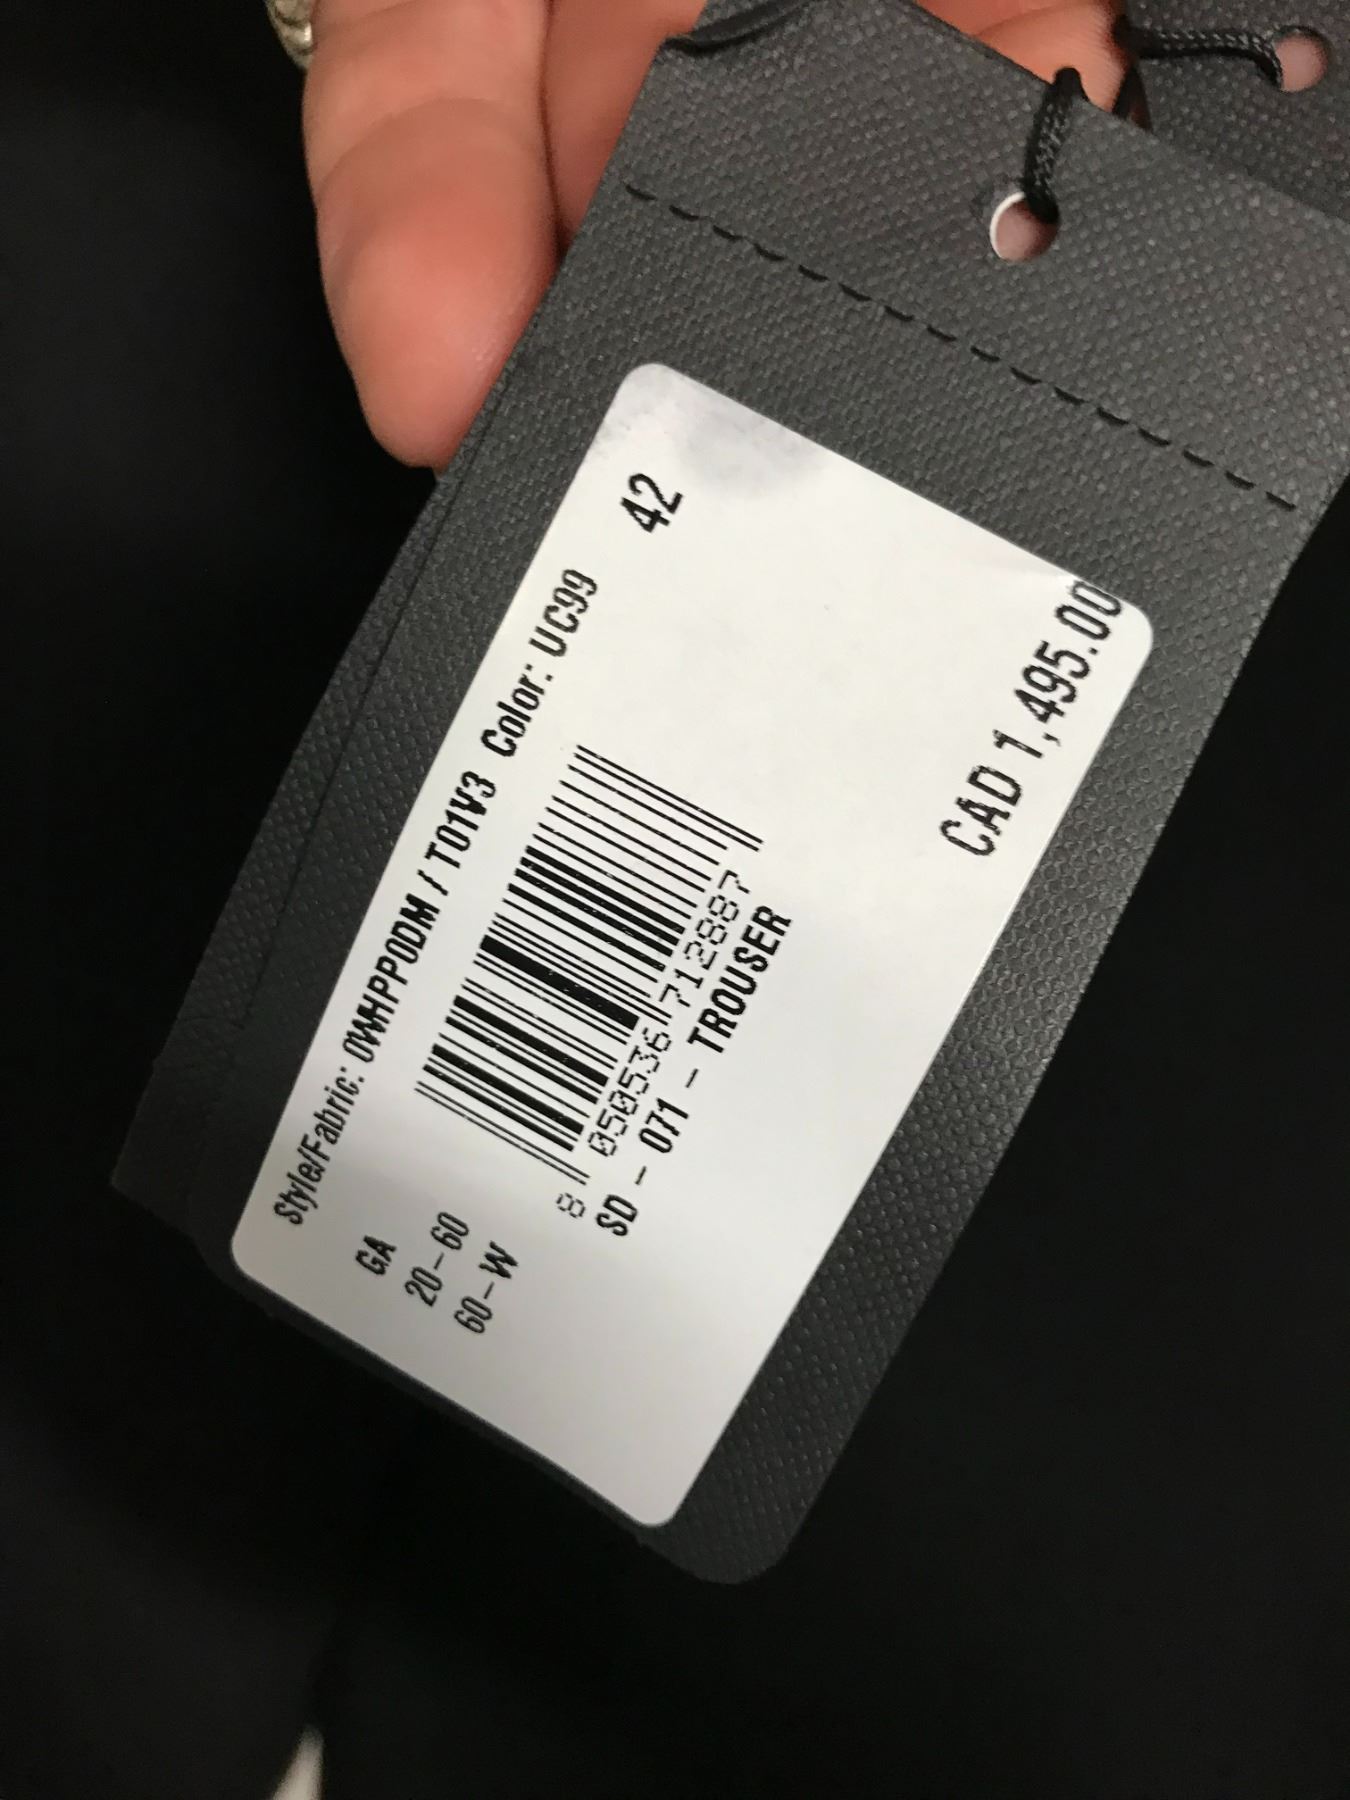 Style/Fabric: 0WHPP0DM / T01V3 Color: UC99
GA
42
20-60
60-W
8 050536 712887
SD - 071 - TROUSER
CAD 1,495.00